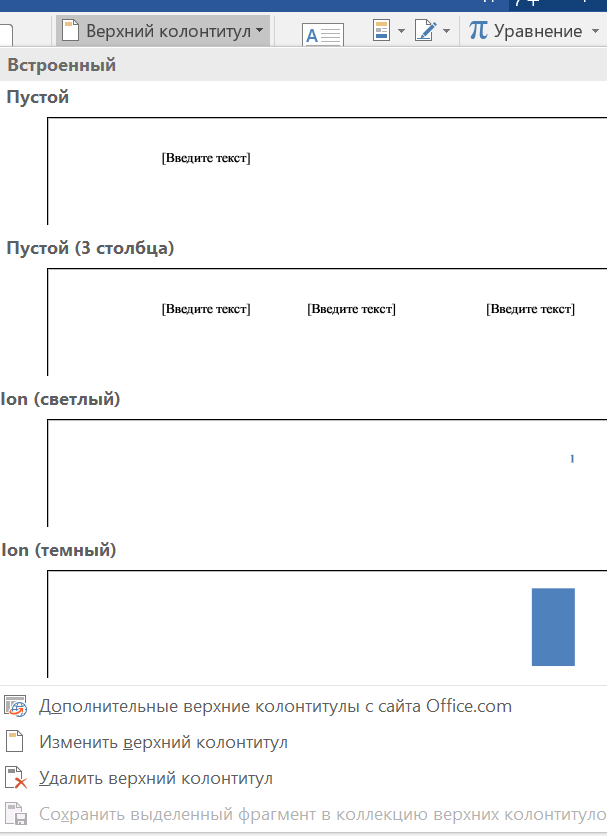 Верхний колонтитул
A
π Уравнение
Встроенный
Пустой
[Введите текст]
Пустой (3 столбца)
[Введите текст] [Введите текст] [Введите текст]
Ion (светлый)
1
Ion (темный)
Дополнительные верхние колонтитулы с сайта Office.com
Изменить верхний колонтитул
Удалить верхний колонтитул
Сохранить выделенный фрагмент в коллекцию верхних колонтитуло